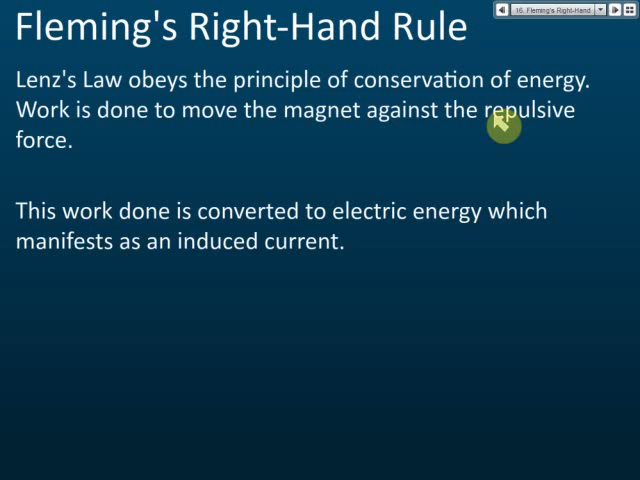 Fleming's Right-Hand Rule
16. Fleming's Right-Hand
Lenz's Law obeys the principle of conservation of energy.
Work is done to move the magnet against the repulsive
force.
This work done is converted to electric energy which
manifests as an induced current.